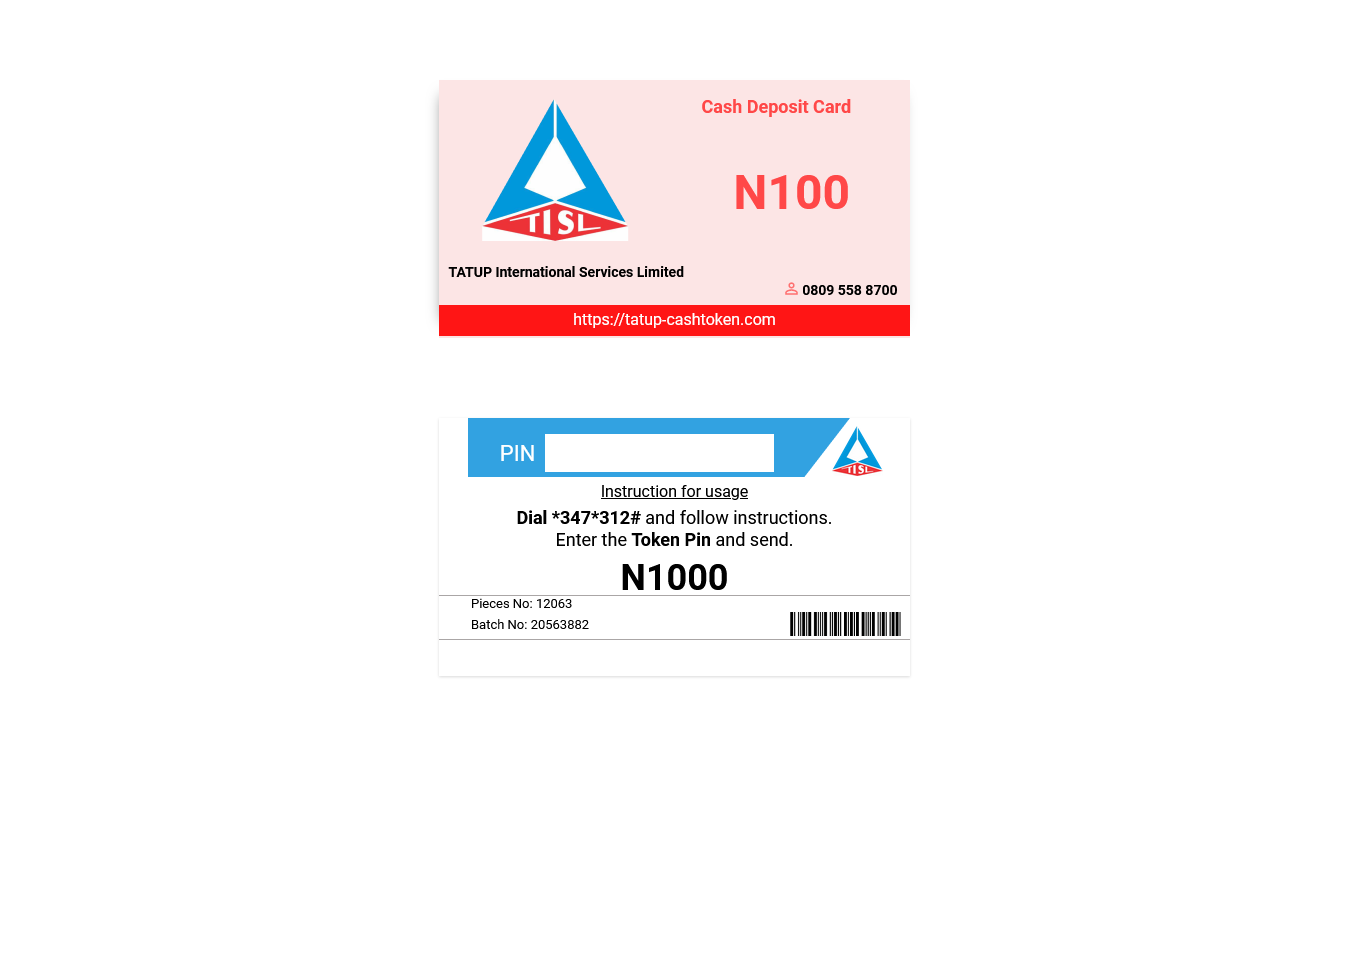 Cash Deposit Card
N100
TISL
TATUP International Services Limited
0809 558 8700
https://tatup-cashtoken.com
PIN
TISL
Instruction for usage
Dial *347*312# and follow instructions.
Enter the Token Pin and send.
N1000
Pieces No: 12063
Batch No: 20563882